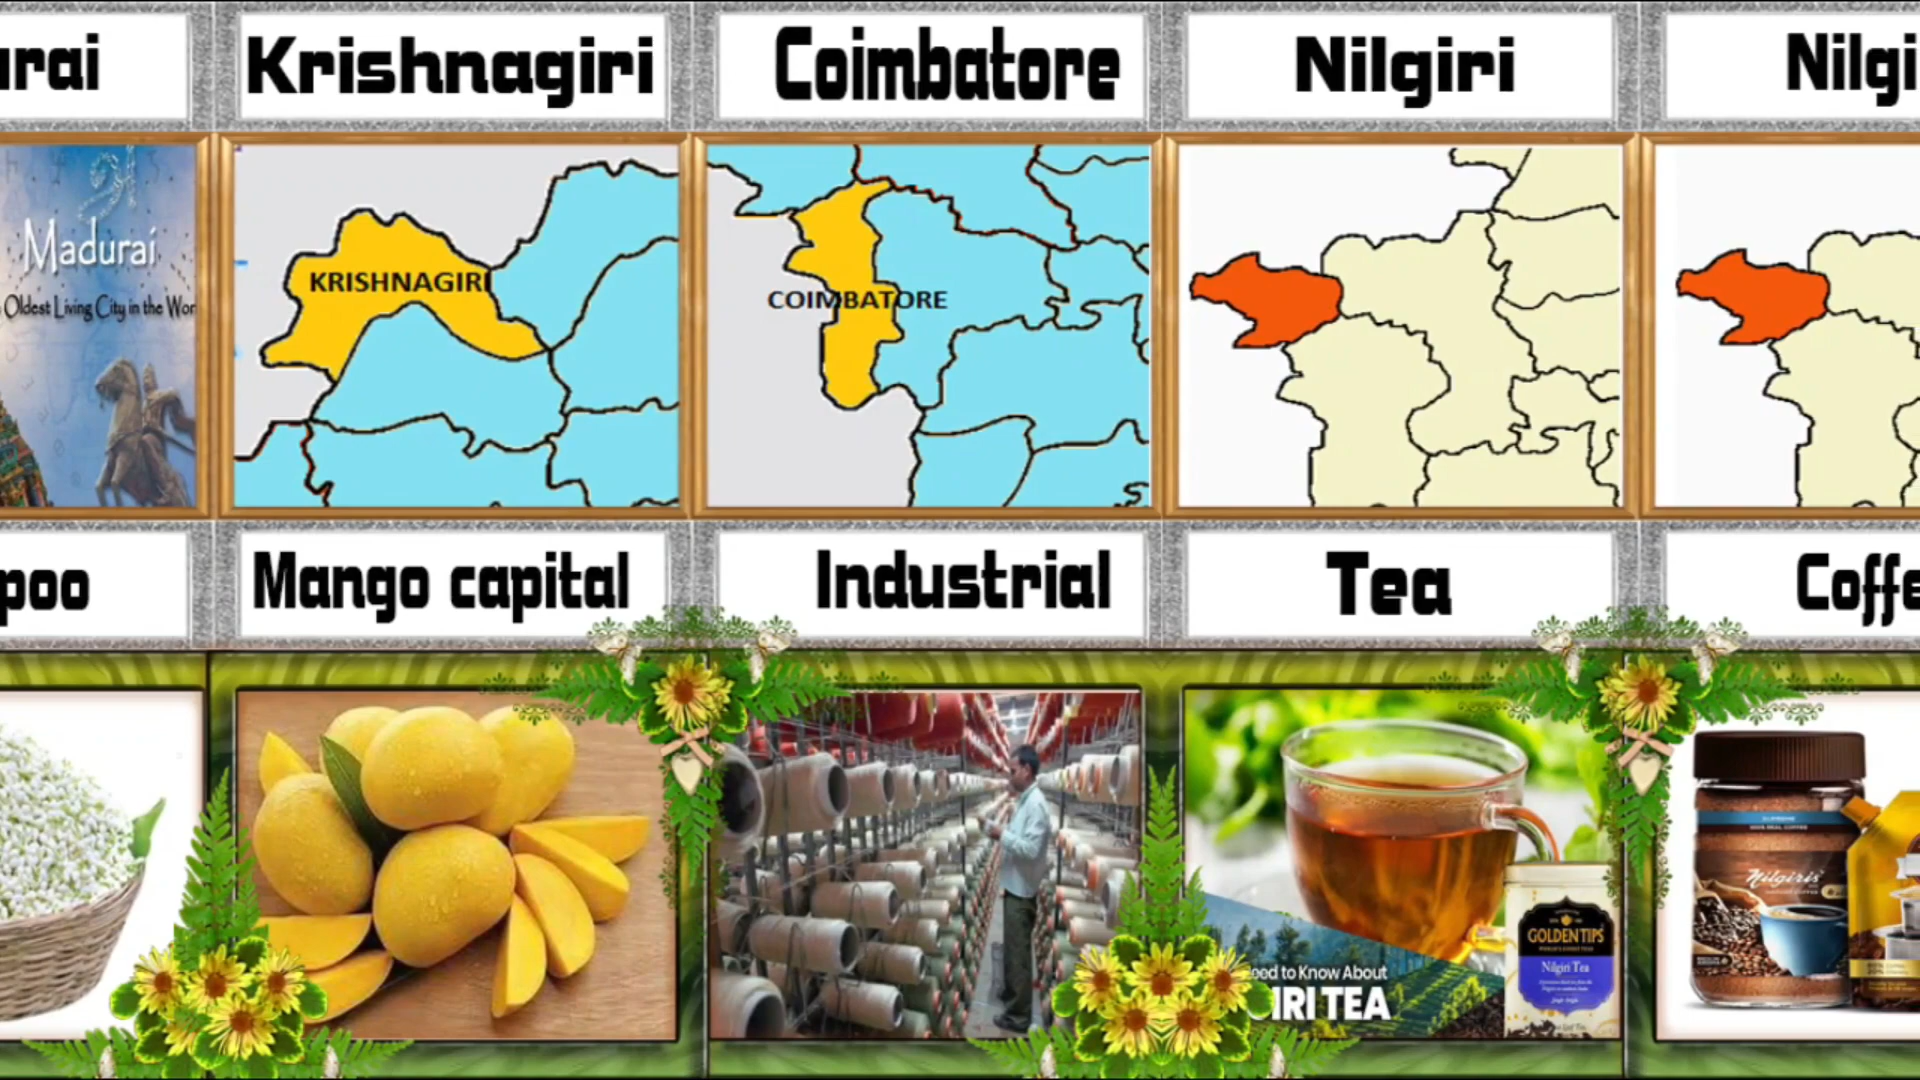 urai
Krishnagiri
Coimbatore
Nilgiri
Nilgi
Madurai
Oldest Living City in the Wor
KRISHNAGIRI
COIMBATORE
poo
Mango capital
Industrial
Tea
Coffe
eed to Know About
IRI TEA
GOLDEN TIPS
Nilgiri Tea
Nilgiris